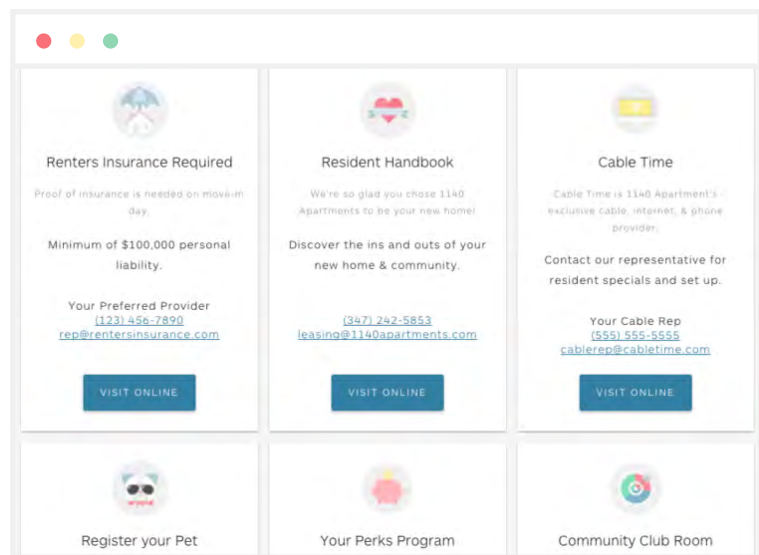 Renters Insurance Required
Proof of insurance is needed on move-in
day.
Minimum of $100,000 personal
liability.
Your Preferred Provider
(123) 456-7890
rep@rentersinsurance.com
VISIT ONLINE
Resident Handbook
We're so glad you chose 1140
Apartments to be your new home!
Discover the ins and outs of your
new home & community.
(347) 242-5853
leasing@1140apartments.com
VISIT ONLINE
Cable Time
Cable Time is 1140 Apartment's
exclusive cable, internet, & phone
provider.
Contact our representative for
resident specials and set up.
Your Cable Rep
(555) 555-5555
cablerep@cabletime.com
VISIT ONLINE
Register your Pet
Your Perks Program
Community Club Room